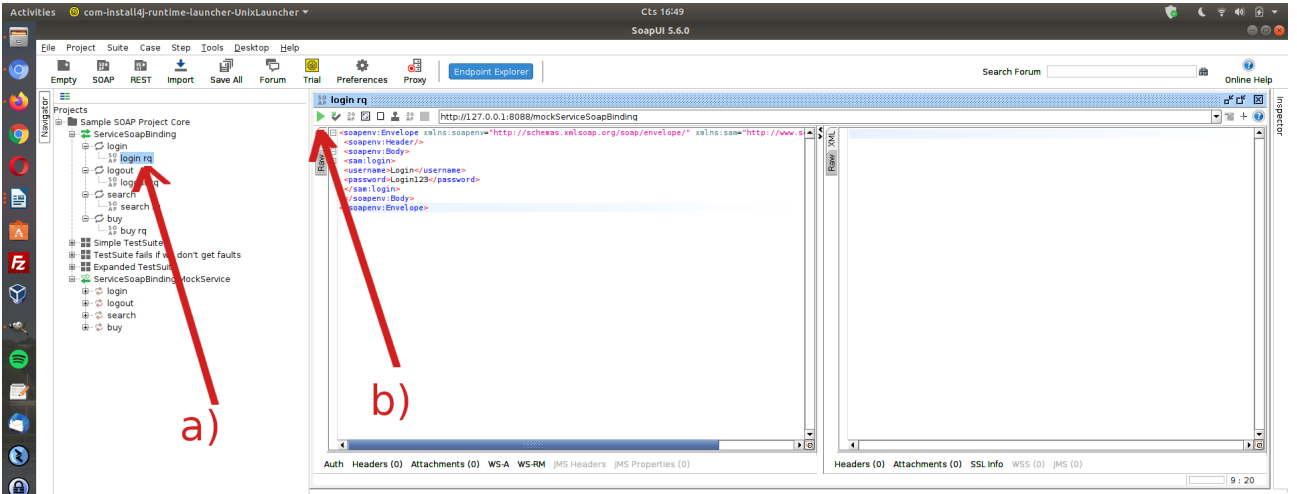 Activities com-install4j-runtime-launcher-UnixLauncher Cts 16:49
SoapUI 5.6.0
File Project Suite Case Step Tools Desktop Help
Empty SOAP REST Import Save All Forum Trial Preferences Proxy Endpoint Explorer Search Forum Online Help
Navigator
Projects
Sample SOAP Project Core
ServiceSoapBinding
login
login rq
logout
search
search
buy
buy rq
Simple TestSuite
TestSuite fails if we don't get faults
Expanded TestSuite
ServiceSoapBinding MockService
login
logout
search
buy
a)
login rq
http://127.0.0.1:8088/mockServiceSoapBinding
Raw
<soapenv:Envelope xmlns:soapenv="http://schemas.xmlsoap.org/soap/envelope/" xmlns:sam="http://www.s
<soapenv:Header/>
<soapenv:Body>
<sam:login>
<username>Login</username>
<password>Login123</password>
</sam:login>
</soapenv:Body>
soapenv:Envelope>
b)
Auth Headers (0) Attachments (0) WS-A WS-RM JMS Headers JMS Properties (0)
XML
Raw
Headers (0) Attachments (0) SSL Info WSS (0) JMS (0)
9 : 20
Inspector